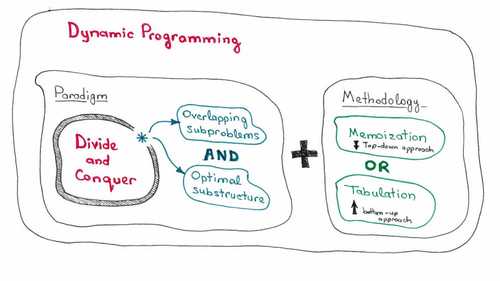 Dynamic Programming
Paradigm
Divide
and
Conquer
*
Overlapping
subproblems
AND
Optimal
substructure
+
Methodology
Memoization
Top-down approach
OR
Tabulation
bottom-up
approach